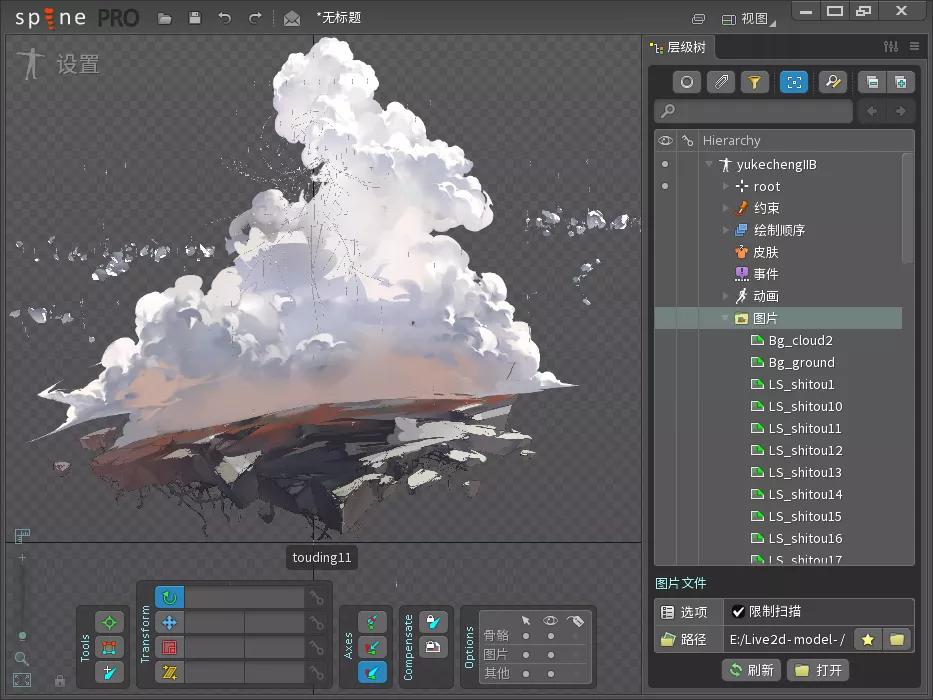 spine PRO
*无标题
视图
设置
层级树
Hierarchy
yukechengIIB
root
约束
绘制顺序
皮肤
事件
动画
图片
Bg_cloud2
Bg_ground
LS_shitou1
LS_shitou10
LS_shitou11
LS_shitou12
LS_shitou13
LS_shitou14
LS_shitou15
LS_shitou16
LS_shitou17
touding11
图片文件
选项
限制扫描
路径
E:/Live2d-model-/
刷新
打开
Tools
Transform
Axes
Compensate
Options
骨骼
图片
其他